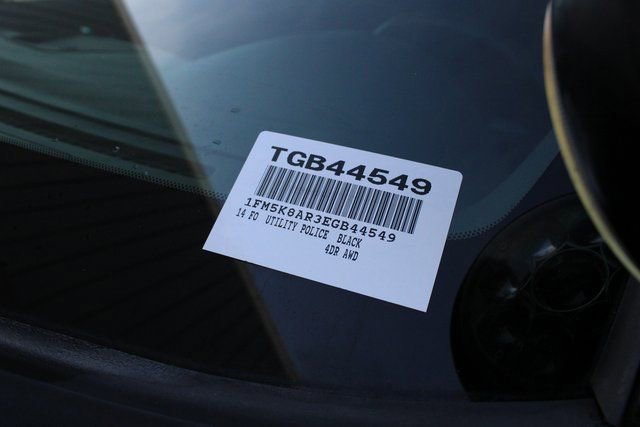 TGB44549
1FM5K8AR3EGB44549
14 FO UTILITY POLICE BLACK
4DR AWD